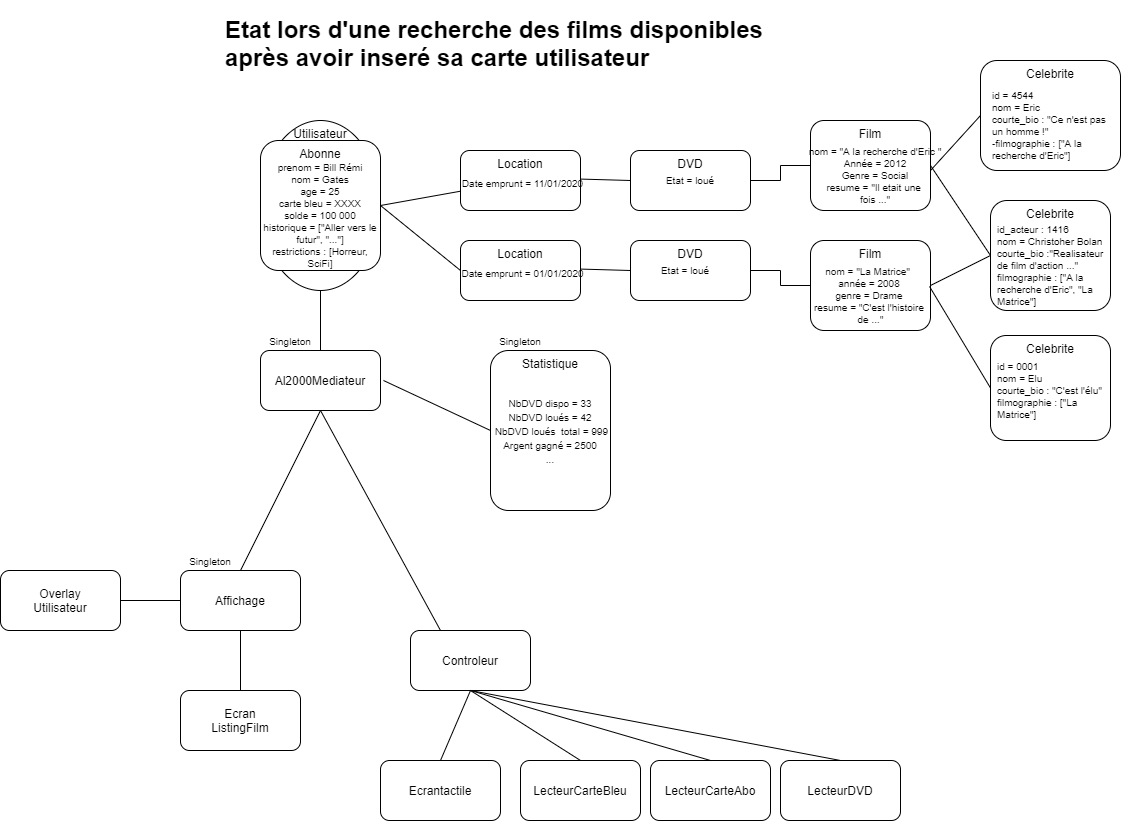 Etat lors d'une recherche des films disponibles
après avoir inseré sa carte utilisateur
Utilisateur
Abonne
prenom = Bill Rémi
nom = Gates
age = 25
carte bleu = XXXX
solde = 100 000
historique = ["Aller vers le
futur", "..."]
restrictions : [Horreur,
SciFi]
Location
Date emprunt = 11/01/2020
DVD
Etat = loué
Film
nom = "A la recherche d'Eric "
Année = 2012
Genre = Social
resume = "Il etait une
fois ..."
Celebrite
id = 4544
nom = Eric
courte_bio : "Ce n'est pas
un homme !"
-filmographie : ["A la
recherche d'Eric"]
Location
Date emprunt = 01/01/2020
DVD
Etat = loué
Film
nom = "La Matrice"
année = 2008
genre = Drame
resume = "C'est l'histoire
de ..."
Celebrite
id_acteur : 1416
nom = Christoher Bolan
courte_bio :"Realisateur
de film d'action ..."
filmographie : ["A la
recherche d'Eric", "La
Matrice"]
Celebrite
id = 0001
nom = Elu
courte_bio : "C'est l'élu"
filmographie : ["La
Matrice"]
Singleton
Al2000Mediateur
Singleton
Statistique
NbDVD dispo = 33
NbDVD loués = 42
NbDVD loués total = 999
Argent gagné = 2500
...
Singleton
Affichage
Overlay
Utilisateur
Ecran
ListingFilm
Controleur
Ecrantactile
LecteurCarteBleu
LecteurCarteAbo
LecteurDVD